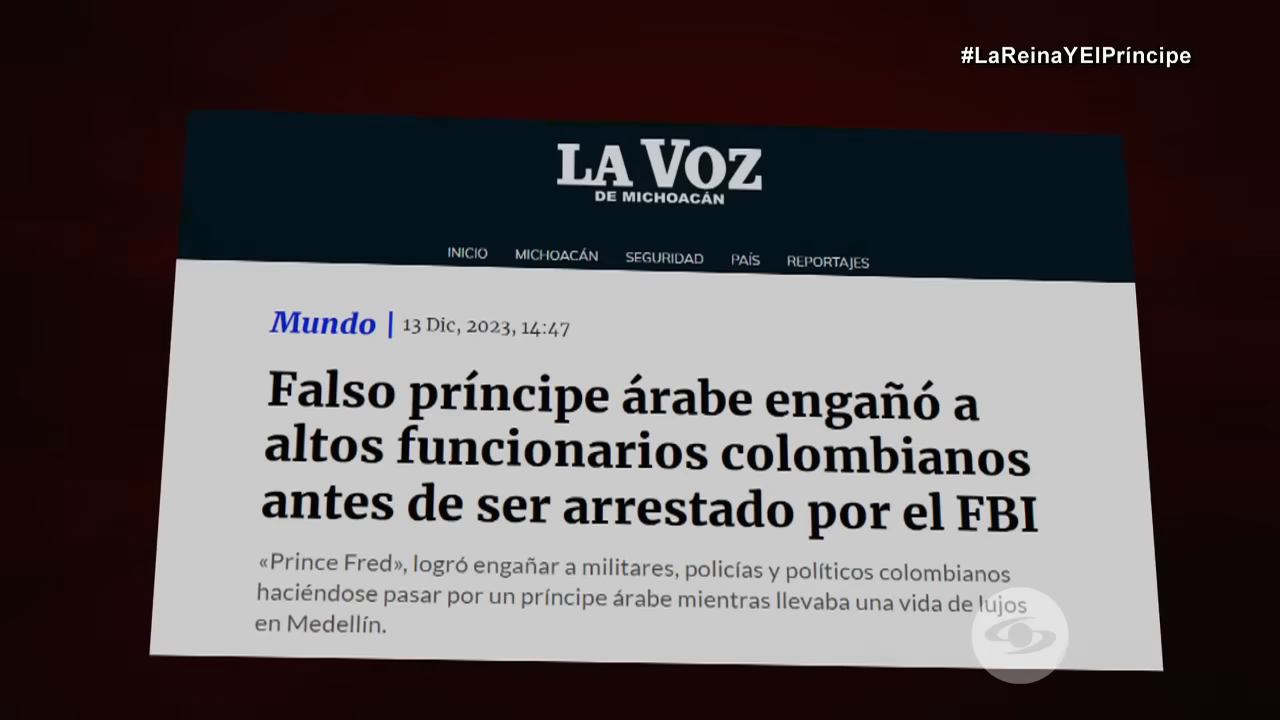 #LaReinaYElPríncipe
LA VOZ
DE MICHOACÁN
INICIO MICHOACÁN SEGURIDAD PAÍS REPORTAJES
Mundo | 13 Dic, 2023, 14:47
Falso príncipe árabe engañó a
altos funcionarios colombianos
antes de ser arrestado por el FBI
«Prince Fred», logró engañar a militares, policías y políticos colombianos
haciéndose pasar por un príncipe árabe mientras llevaba una vida de lujos
en Medellín.